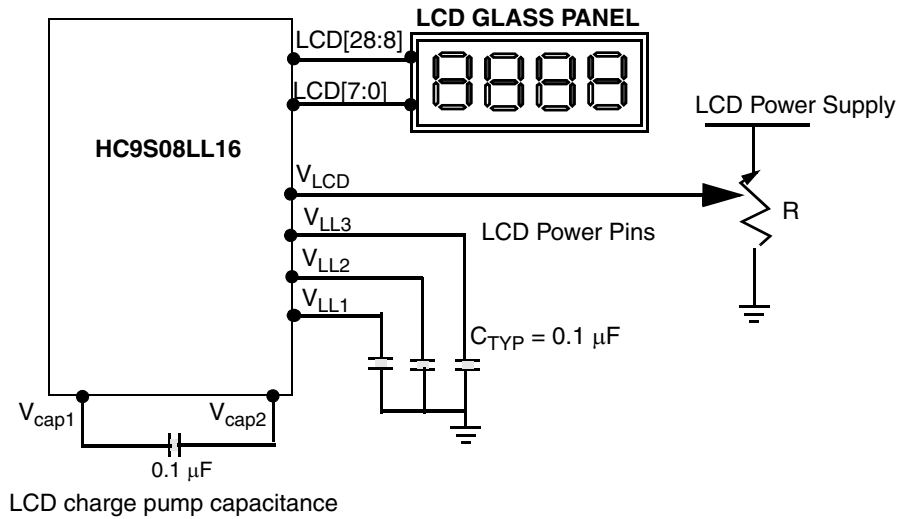 LCD GLASS PANEL
LCD[28:8]
LCD[7:0]
LCD Power Supply
HC9S08LL16
VLCD
R
VLL3
LCD Power Pins
VLL2
VLL1
CTYP = 0.1 μF
Vcap1
Vcap2
0.1 μF
LCD charge pump capacitance